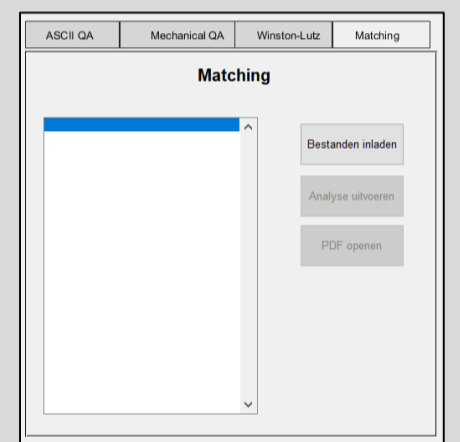 ASCII QA Mechanical QA Winston-Lutz Matching
Matching
Bestanden inladen
Analyse uitvoeren
PDF openen